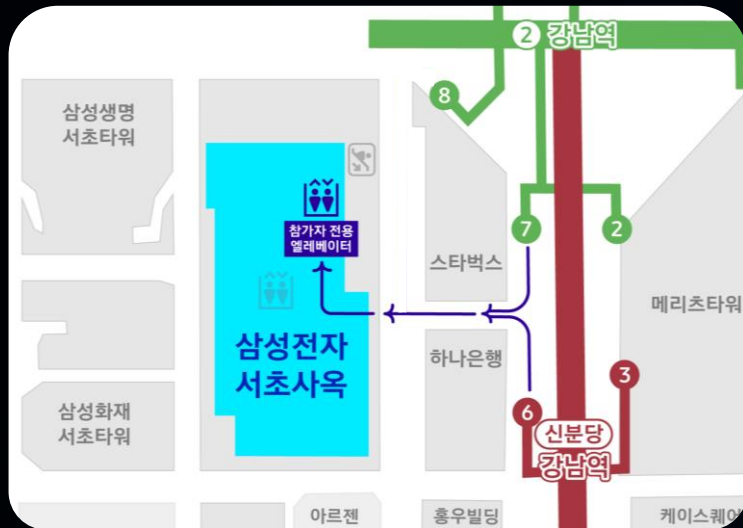 2 강남역
8
삼성생명
서초타워
참가자 전용
엘레베이터
7
2
스타벅스
메리츠타워
삼성전자
서초사옥
하나은행
3
6
신분당
강남역
삼성화재
서초타워
아르젠
홍우빌딩
케이스퀘어